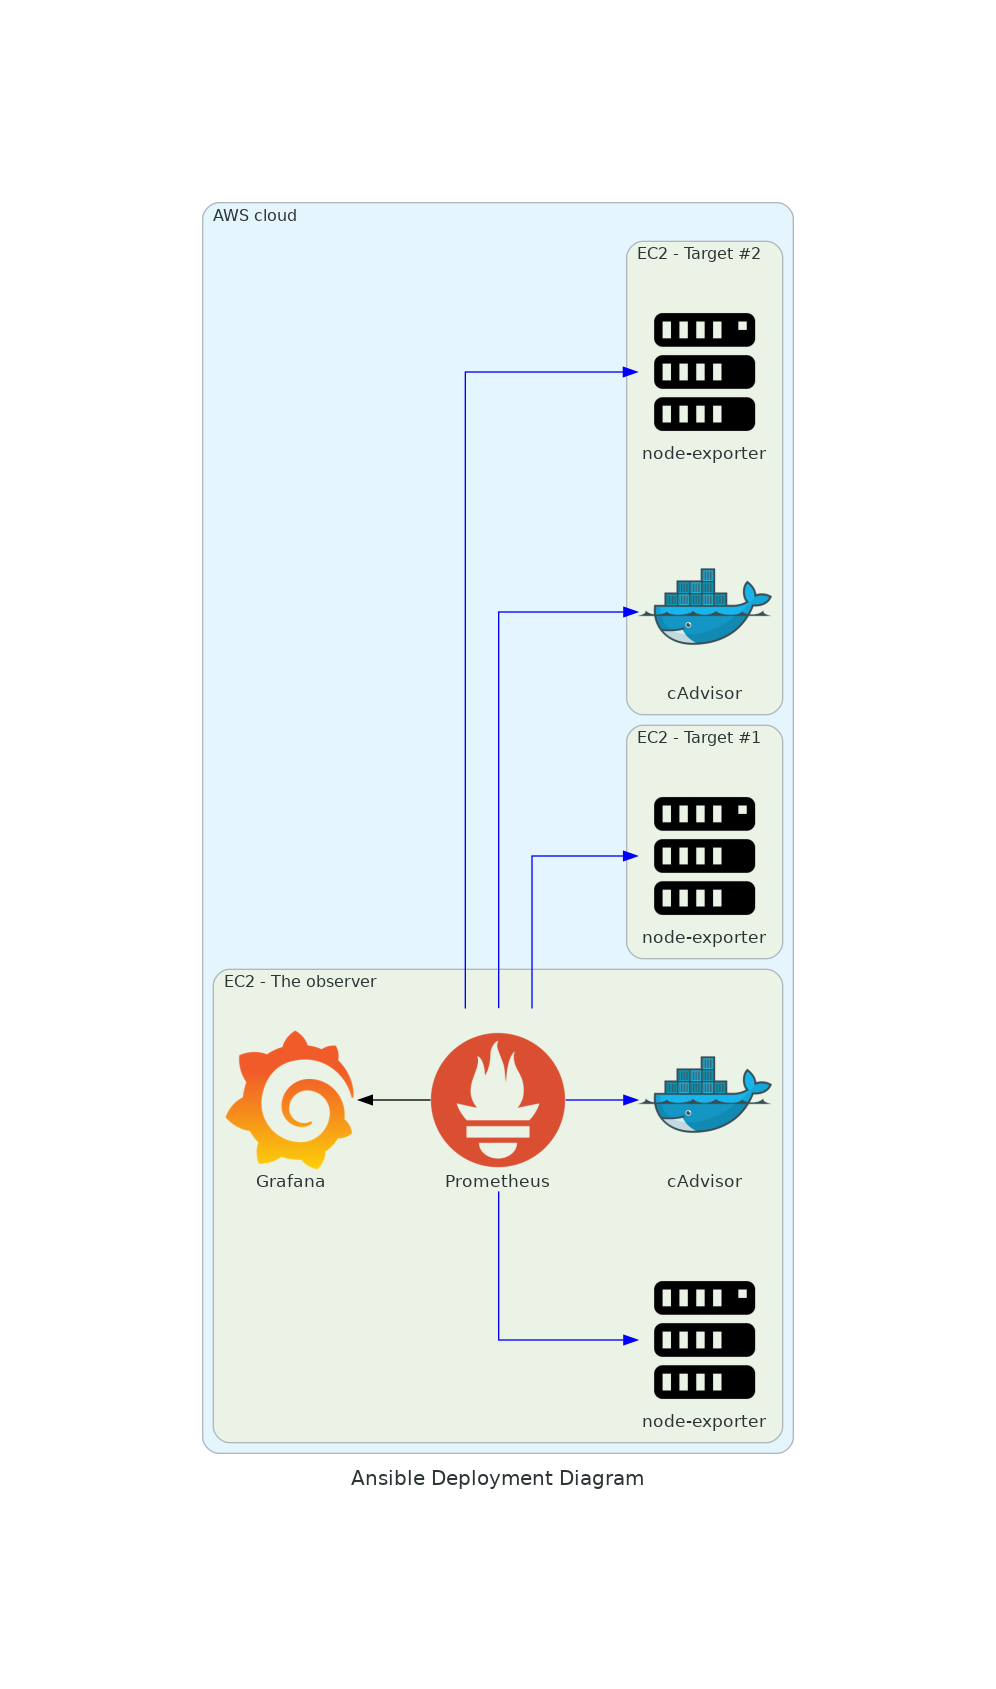 AWS cloud
EC2 - Target #2
node-exporter
cAdvisor
EC2 - Target #1
node-exporter
EC2 - The observer
Grafana
Prometheus
cAdvisor
node-exporter
Ansible Deployment Diagram